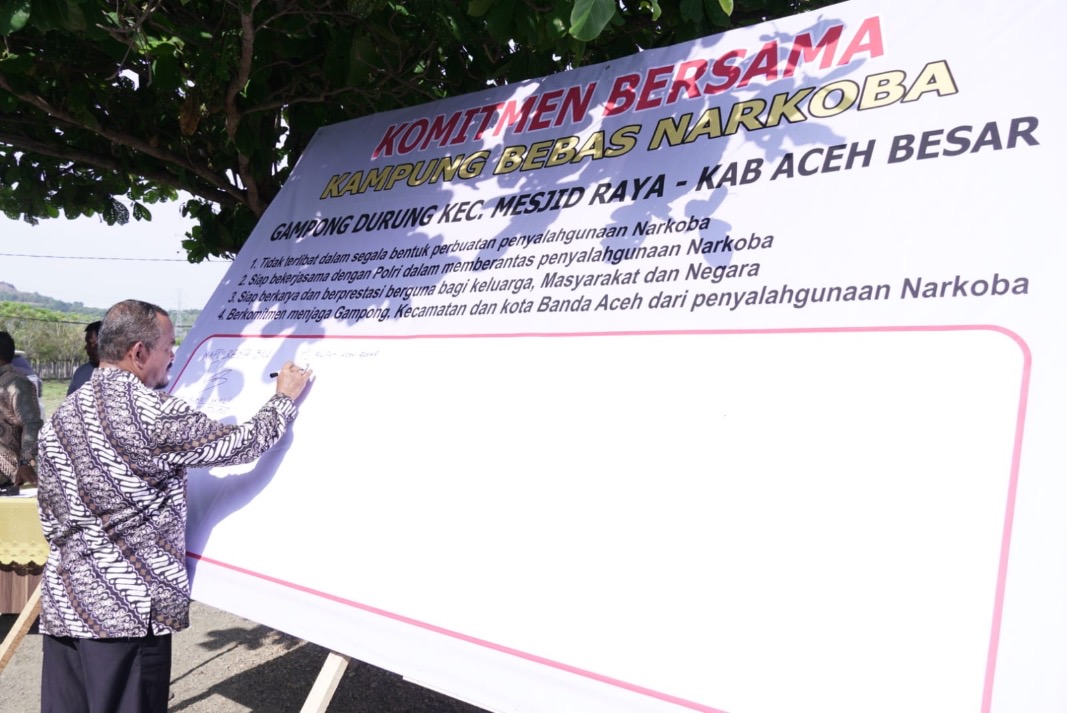 KOMITMEN BERSAMA
KAMPUNG BEBAS NARKOBA
GAMPONG DURUNG KEC. MESJID RAYA - KAB ACEH BESAR
1. Tidak terlibat dalam segala bentuk perbuatan penyalahgunaan Narkoba
2. Siap bekerjasama dengan Polri dalam memberantas penyalahgunaan Narkoba
3. Siap berkarya dan berprestasi berguna bagi keluarga, Masyarakat dan Negara
4. Berkomitmen menjaga Gampong, Kecamatan dan kota Banda Aceh dari penyalahgunaan Narkoba